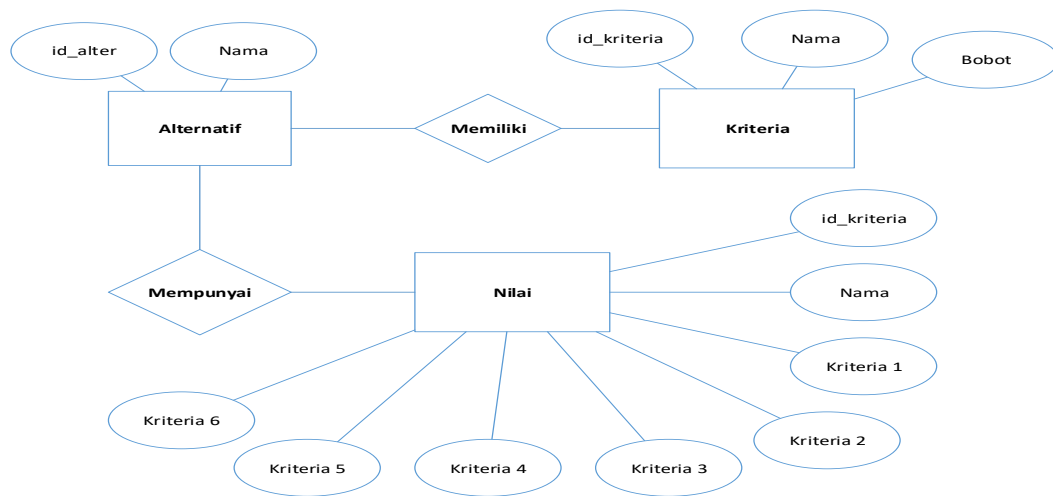 id_alter
Nama
id_kriteria
Nama
Bobot
Alternatif
Memiliki
Kriteria
id_kriteria
Mempunyai
Nilai
Nama
Kriteria 1
Kriteria 6
Kriteria 2
Kriteria 5
Kriteria 4
Kriteria 3